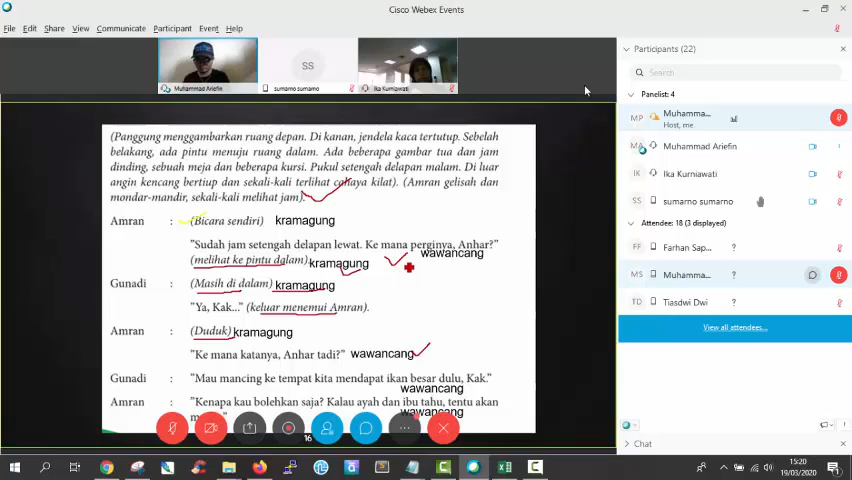 Cisco Webex Events
File Edit Share View Communicate Participant Event Help
Muhammad Ariefin
SS
sumarno sumarno
Ika Kurniawati
(Panggung menggambarkan ruang depan. Di kanan, jendela kaca tertutup. Sebelah
belakang, ada pintu menuju ruang dalam. Ada beberapa gambar tua dan jam
dinding, sebuah meja dan beberapa kursi. Pukul setengah delapan malam. Di luar
angin kencang bertiup dan sekali-kali terlihat cahaya kilat). (Amran gelisah dan
mondar-mandir, sekali-kali melihat jam).
Amran : (Bicara sendiri) kramagung
"Sudah jam setengah delapan lewat. Ke mana perginya, Anhar?"
wawancang
(melihat ke pintu dalam). kramagung
Gunadi : (Masih di dalam) kramagung
"Ya, Kak..." (keluar menemui Amran).
Amran : (Duduk) kramagung
"Ke mana katanya, Anhar tadi?" wawancang
Gunadi : "Mau mancing ke tempat kita mendapat ikan besar dulu, Kak."
wawancang
Amran : "Kenapa kau bolehkan saja? Kalau ayah dan ibu tahu, tentu akan
wawancang
16
Participants (22)
Search
Panelist: 4
MP Muhamma...
Host, me
MA Muhammad Ariefin
IK Ika Kurniawati
SS sumarno sumarno
Attendee: 18 (3 displayed)
FF Farhan Sap... ?
MS Muhamma... ?
TD Tiasdwi Dwi ?
View all attendees...
Chat
15:20
19/03/2020